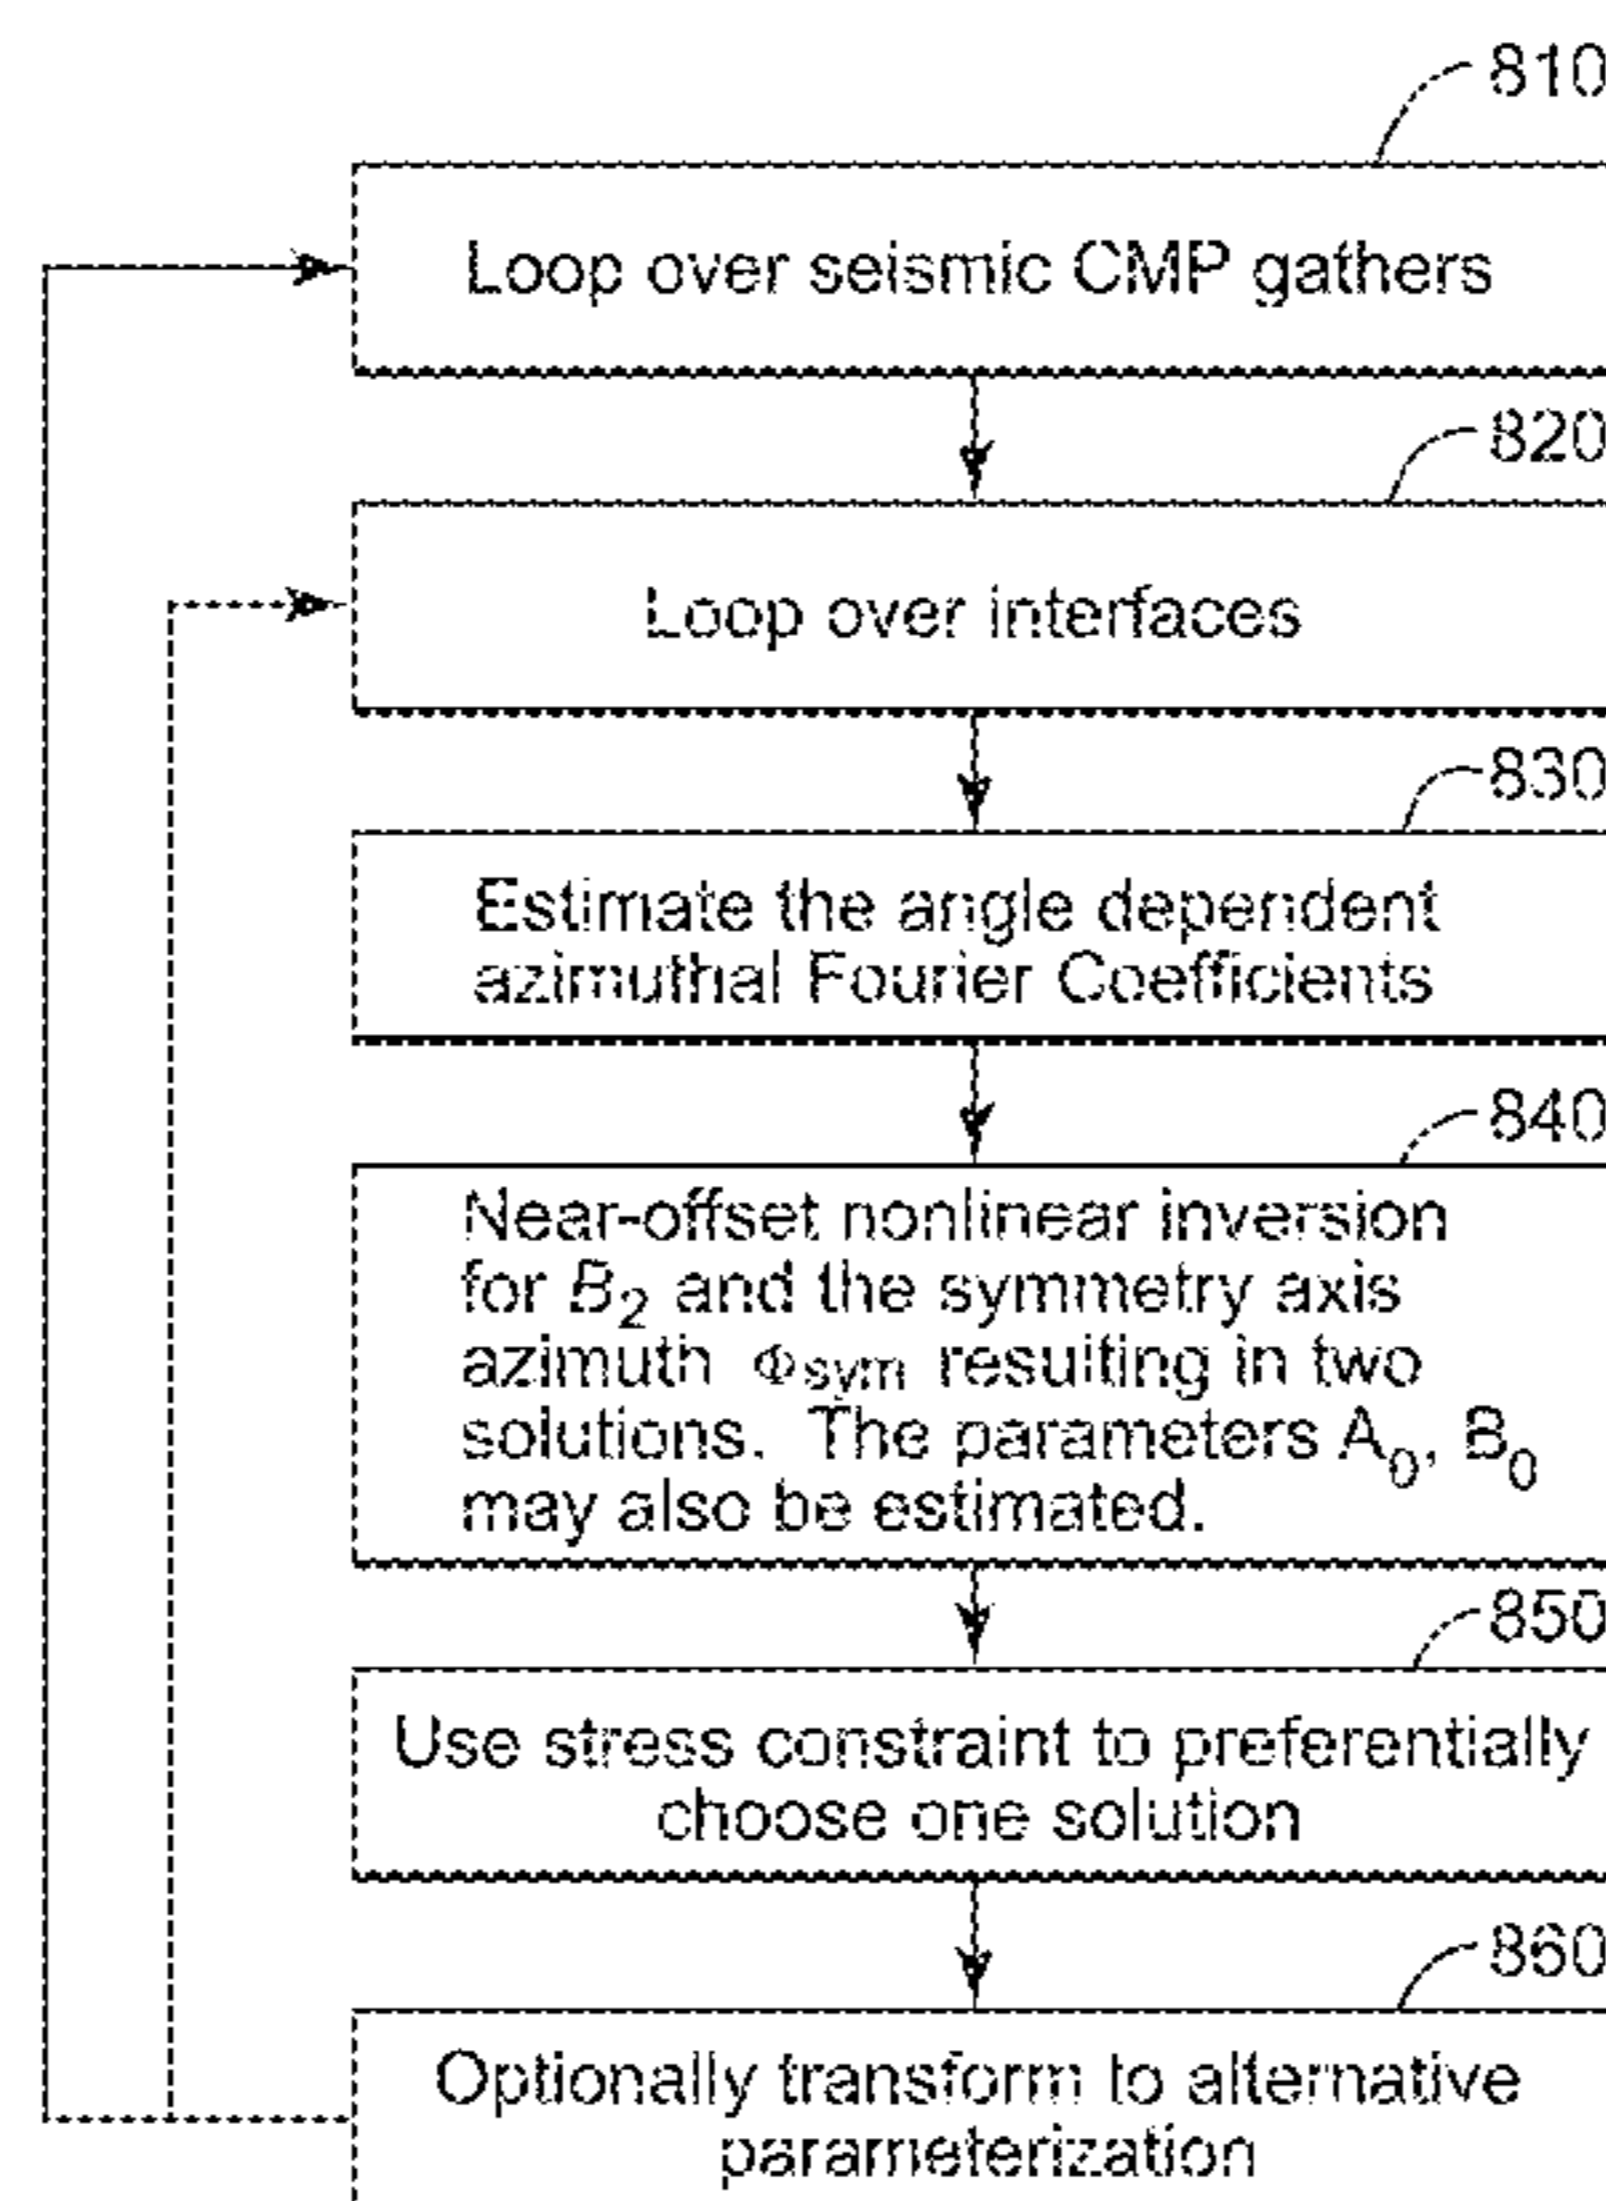 810
Loop over seismic CMP gathers
820
Loop over interfaces
830
Estimate the angle dependent
azimuthal Fourier Coefficients
840
Near-offset nonlinear inversion
for B₂ and the symmetry axis
azimuth Φsym resulting in two
solutions. The parameters A₀, B₀
may also be estimated.
850
Use stress constraint to preferentially
choose one solution
860
Optionally transform to alternative
parameterization